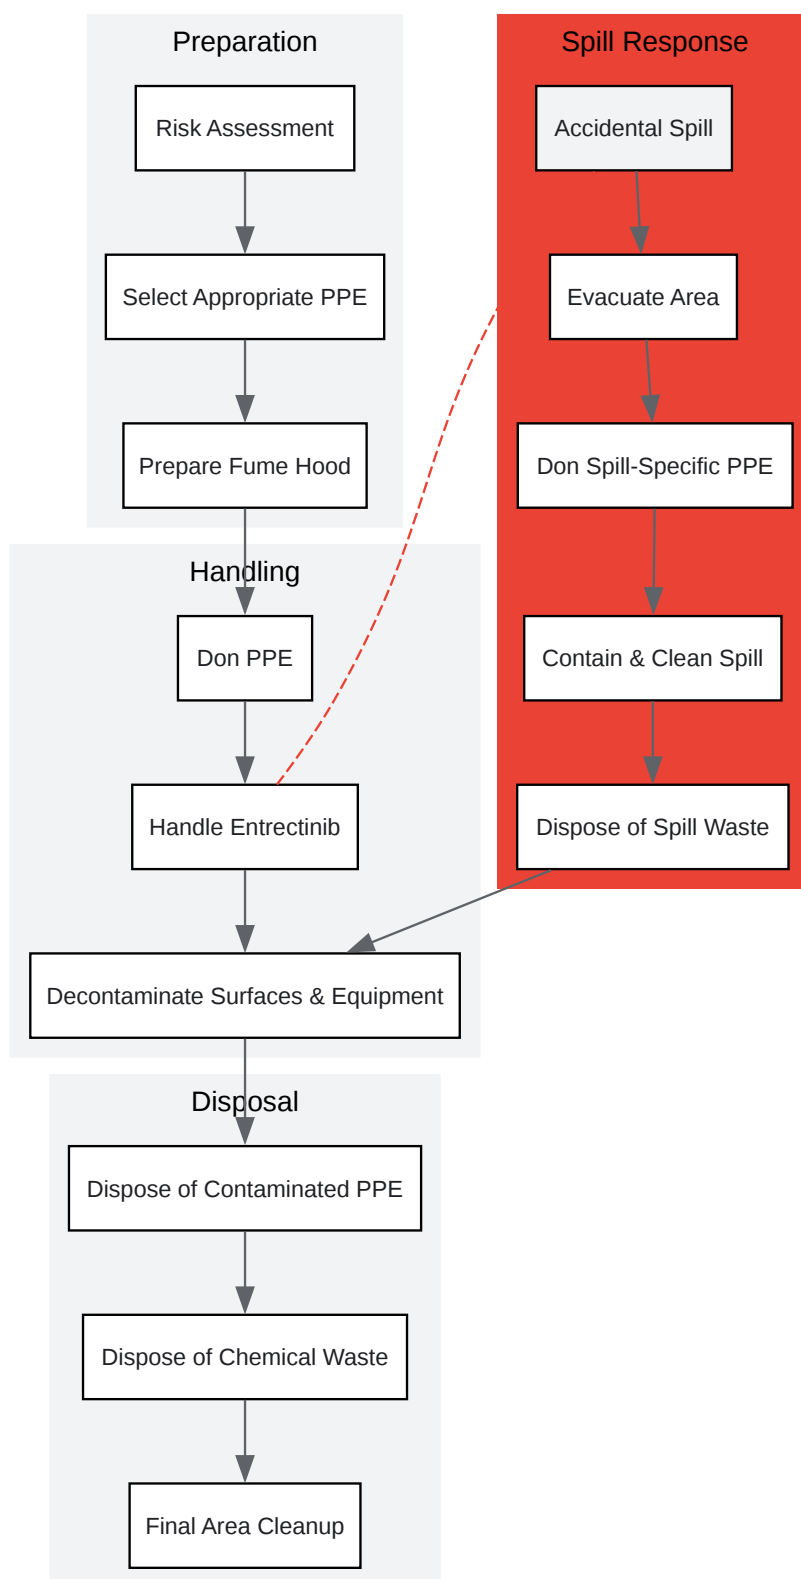 Preparation
Risk Assessment
Select Appropriate PPE
Prepare Fume Hood
Handling
Don PPE
Handle Entrectinib
Decontaminate Surfaces & Equipment
Disposal
Dispose of Contaminated PPE
Dispose of Chemical Waste
Final Area Cleanup
Spill Response
Accidental Spill
Evacuate Area
Don Spill-Specific PPE
Contain & Clean Spill
Dispose of Spill Waste